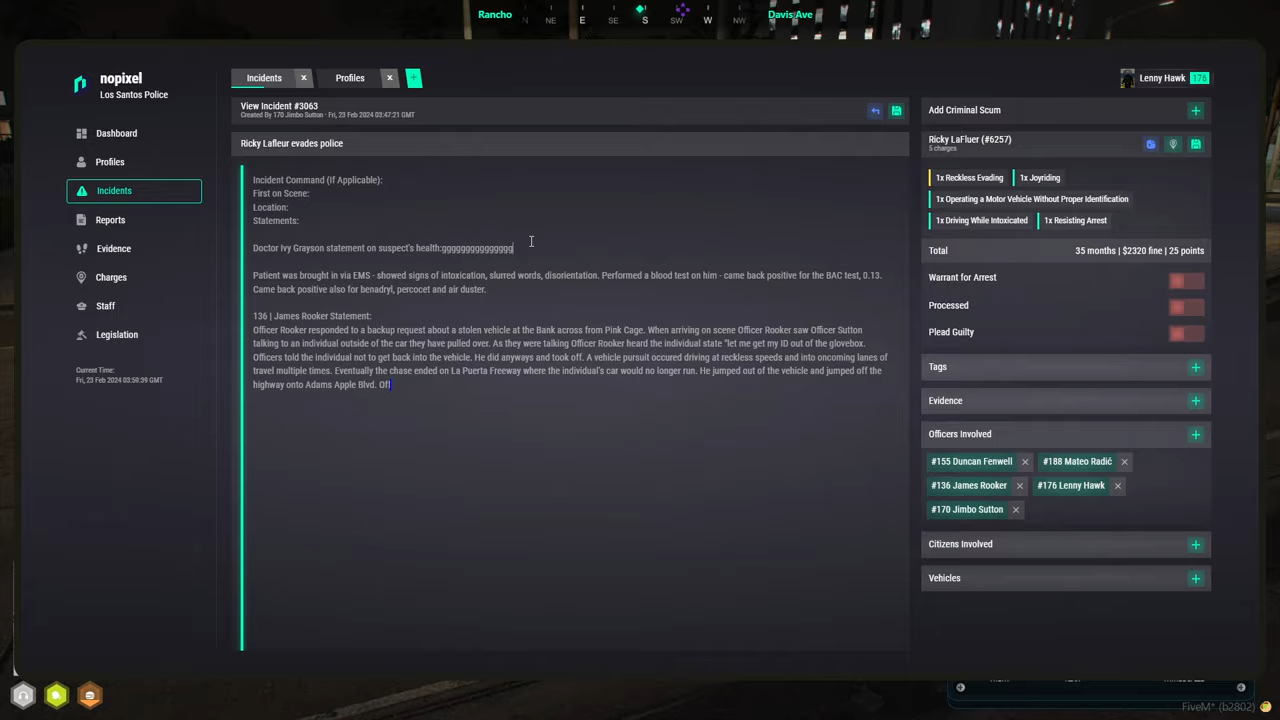 Rancho
N NE E SE S SW W NW
Davis Ave
nopixel
Los Santos Police
Dashboard
Profiles
Incidents
Reports
Evidence
Charges
Staff
Legislation
Current Time:
Fri, 23 Feb 2024 03:50:39 GMT
Incidents x
Profiles x
+
Lenny Hawk 176
View Incident #3063
Created By 170 Jimbo Sutton · Fri, 23 Feb 2024 03:47:21 GMT
Ricky Lafleur evades police
Incident Command (If Applicable):
First on Scene:
Location:
Statements:
Doctor Ivy Grayson statement on suspect's health:ggggggggggggggg
Patient was brought in via EMS - showed signs of intoxication, slurred words, disorientation. Performed a blood test on him - came back positive for the BAC test, 0.13.
Came back positive also for benadryl, percocet and air duster.
136 | James Rooker Statement:
Officer Rooker responded to a backup request about a stolen vehicle at the Bank across from Pink Cage. When arriving on scene Officer Rooker saw Officer Sutton
talking to an individual outside of the car they have pulled over. As they were talking Officer Rooker heard the individual state "let me get my ID out of the glovebox.
Officers told the individual not to get back into the vehicle. He did anyways and took off. A vehicle pursuit occured driving at reckless speeds and into oncoming lanes of
travel multiple times. Eventually the chase ended on La Puerta Freeway where the individual's car would no longer run. He jumped out of the vehicle and jumped off the
highway onto Adams Apple Blvd. Off
Add Criminal Scum +
Ricky LaFluer (#6257)
5 charges
1x Reckless Evading
1x Joyriding
1x Operating a Motor Vehicle Without Proper Identification
1x Driving While Intoxicated
1x Resisting Arrest
Total 35 months | $2320 fine | 25 points
Warrant for Arrest
Processed
Plead Guilty
Tags +
Evidence +
Officers Involved +
#155 Duncan Fenwell x
#188 Mateo Radić x
#136 James Rooker x
#176 Lenny Hawk x
#170 Jimbo Sutton x
Citizens Involved +
Vehicles +
FiveM* (b2802)